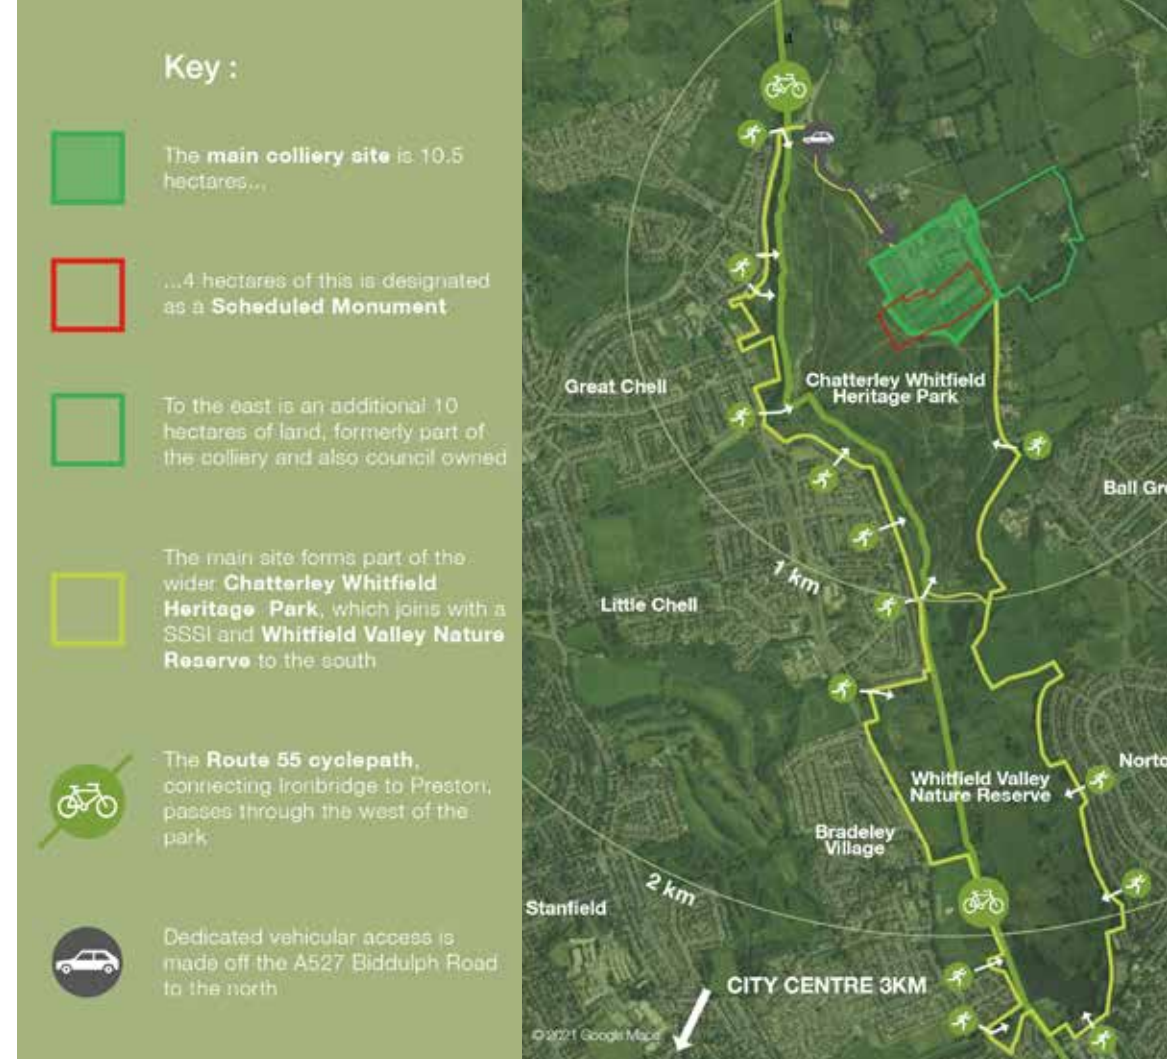 Key :
The main colliery site is 10.5
hectares...
...4 hectares of this is designated
as a Scheduled Monument
To the east is an additional 10
hectares of land, formerly part of
the colliery and also council owned
The main site forms part of the
wider Chatterley Whitfield
Heritage Park, which joins with a
SSSI and Whitfield Valley Nature
Reserve to the south
The Route 55 cyclepath,
connecting Ironbridge to Preston,
passes through the west of the
park
Dedicated vehicular access is
made off the A527 Biddulph Road
to the north
Great Chell
Chatterley Whitfield
Heritage Park
Ball Gre
1 km
Little Chell
Norto
Whitfield Valley
Nature Reserve
Bradeley
Village
2 km
Stanfield
CITY CENTRE 3KM
© 2021 Google Maps